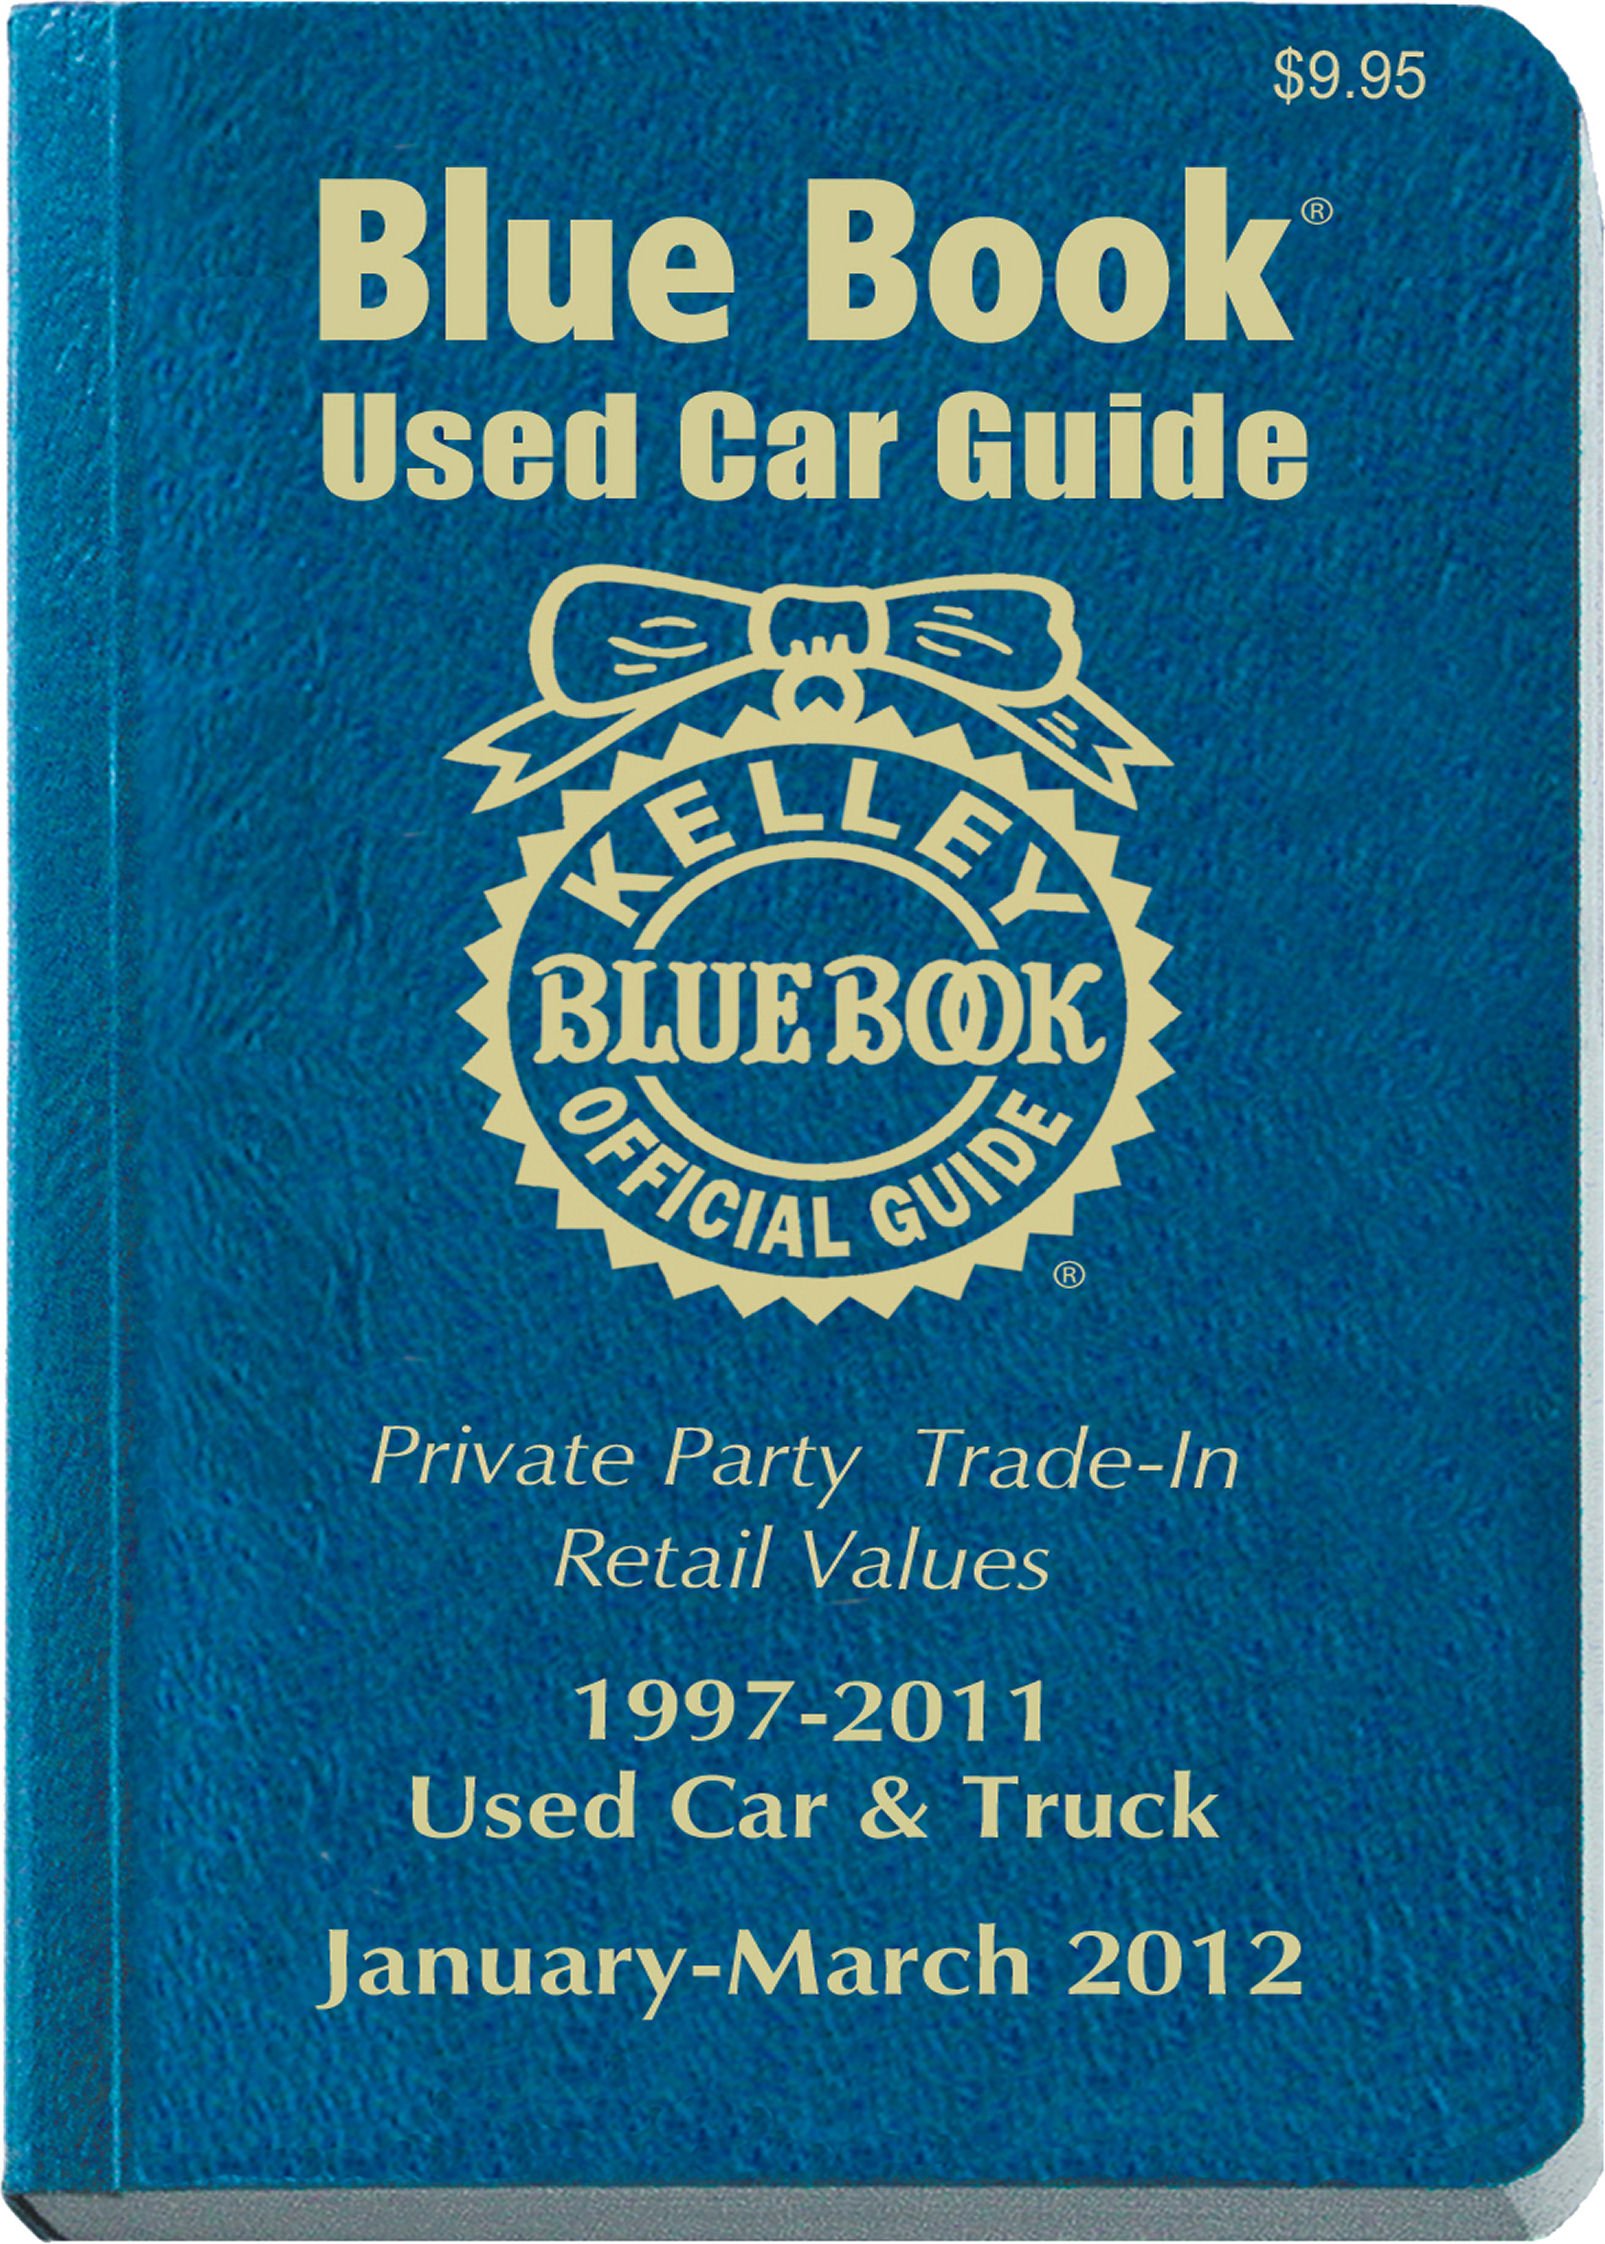 $9.95
Blue Book®
Used Car Guide
KELLEY
BLUE BOOK
OFFICIAL GUIDE
®
Private Party Trade-In
Retail Values
1997-2011
Used Car & Truck
January-March 2012